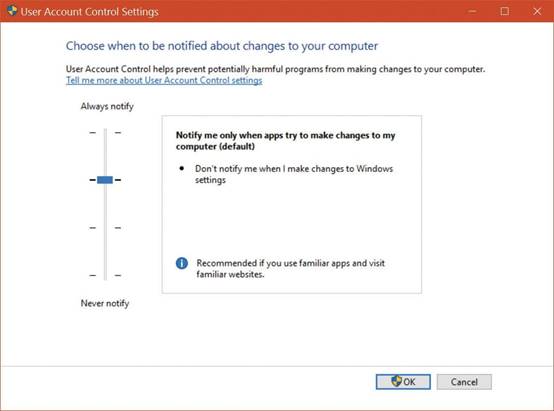 User Account Control Settings
Choose when to be notified about changes to your computer
User Account Control helps prevent potentially harmful programs from making changes to your computer.
Tell me more about User Account Control settings
Always notify
Notify me only when apps try to make changes to my
computer (default)
• Don't notify me when I make changes to Windows
settings
Recommended if you use familiar apps and visit
familiar websites.
Never notify
OK
Cancel